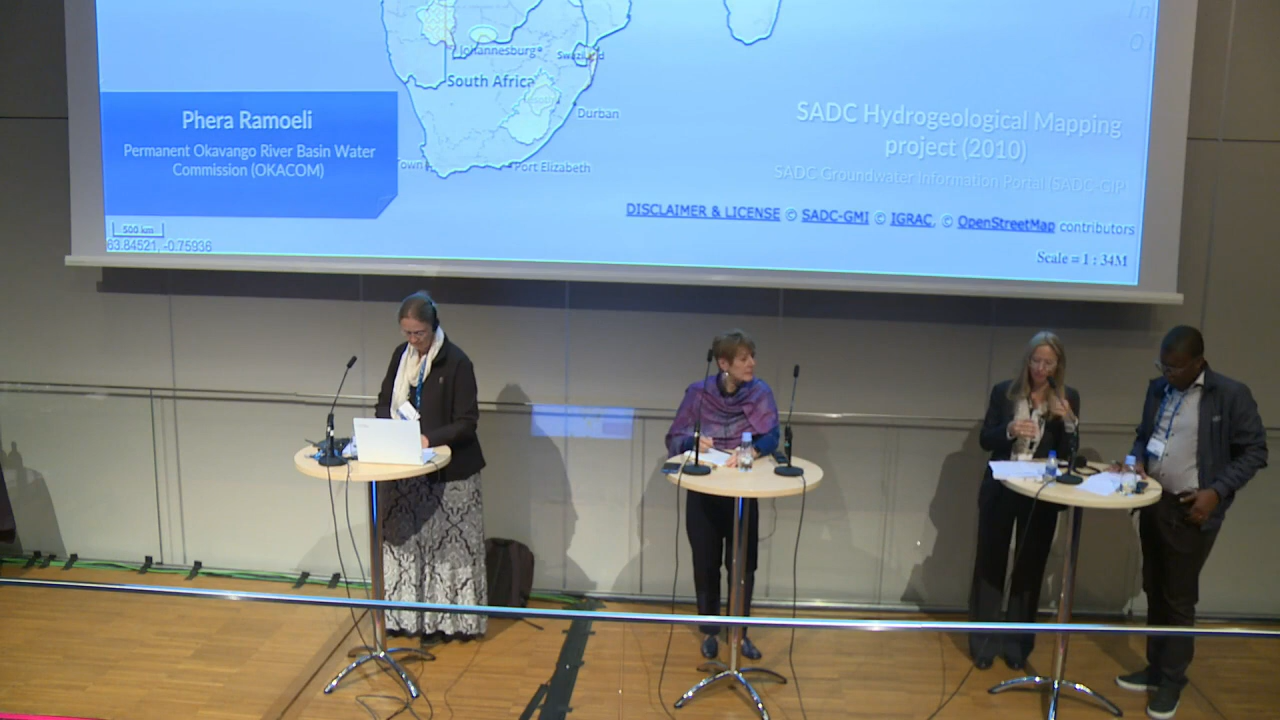 Johannesburg
Swaziland
South Africa
Lesotho
Durban
Town
Port Elizabeth
Phera Ramoeli
Permanent Okavango River Basin Water
Commission (OKACOM)
SADC Hydrogeological Mapping
project (2010)
SADC Groundwater Information Portal (SADC-GIP)
DISCLAIMER & LICENSE © SADC-GMI © IGRAC, © OpenStreetMap contributors
500 km
63.84521, -0.75936
Scale = 1 : 34M